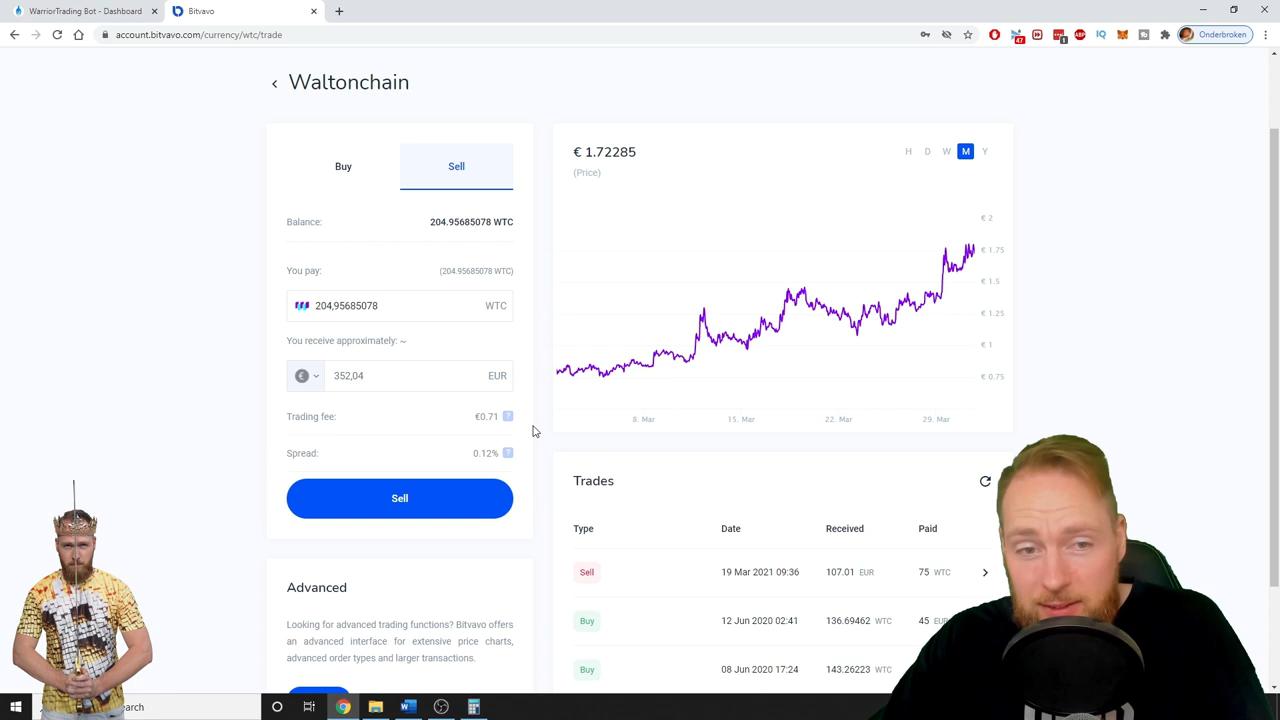 WarriorTrading Bot - Dashboard
Bitvavo
account.bitvavo.com/currency/wtc/trade
47
1
ABP
IQ
Onderbroken
Waltonchain
Buy
Sell
Balance:
204.95685078 WTC
You pay:
(204.95685078 WTC)
204,95685078
WTC
You receive approximately: ~
€
352,04
EUR
Trading fee:
€0.71
?
Spread:
0.12%
?
Sell
Advanced
Looking for advanced trading functions? Bitvavo offers
an advanced interface for extensive price charts,
advanced order types and larger transactions.
€ 1.72285
(Price)
H D W M Y
€ 2
€ 1.75
€ 1.5
€ 1.25
€ 1
€ 0.75
8. Mar 15. Mar 22. Mar 29. Mar
Trades
Type Date Received Paid
Sell 19 Mar 2021 09:36 107.01 EUR 75 WTC
Buy 12 Jun 2020 02:41 136.69462 WTC 45 EUR
Buy 08 Jun 2020 17:24 143.26223 WTC
arch